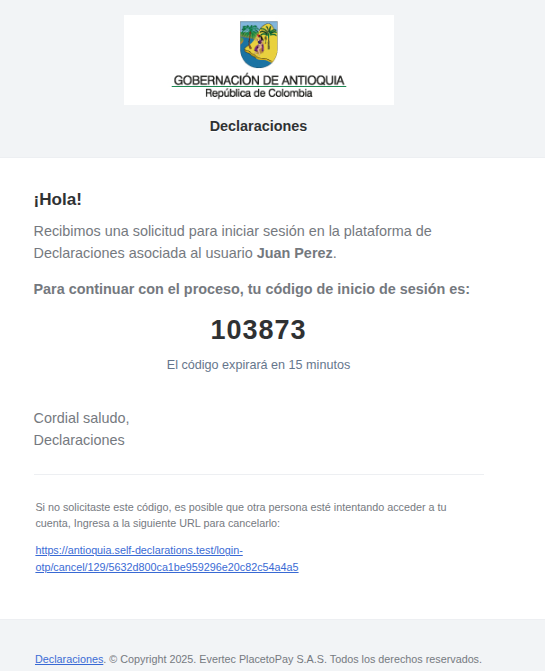 GOBERNACIÓN DE ANTIOQUIA
República de Colombia
Declaraciones
¡Hola!
Recibimos una solicitud para iniciar sesión en la plataforma de
Declaraciones asociada al usuario Juan Perez.
Para continuar con el proceso, tu código de inicio de sesión es:
103873
El código expirará en 15 minutos
Cordial saludo,
Declaraciones
Si no solicitaste este código, es posible que otra persona esté intentando acceder a tu
cuenta, Ingresa a la siguiente URL para cancelarlo:
https://antioquia.self-declarations.test/login-
otp/cancel/129/5632d800ca1be959296e20c82c54a4a5
Declaraciones. © Copyright 2025. Evertec PlacetoPay S.A.S. Todos los derechos reservados.